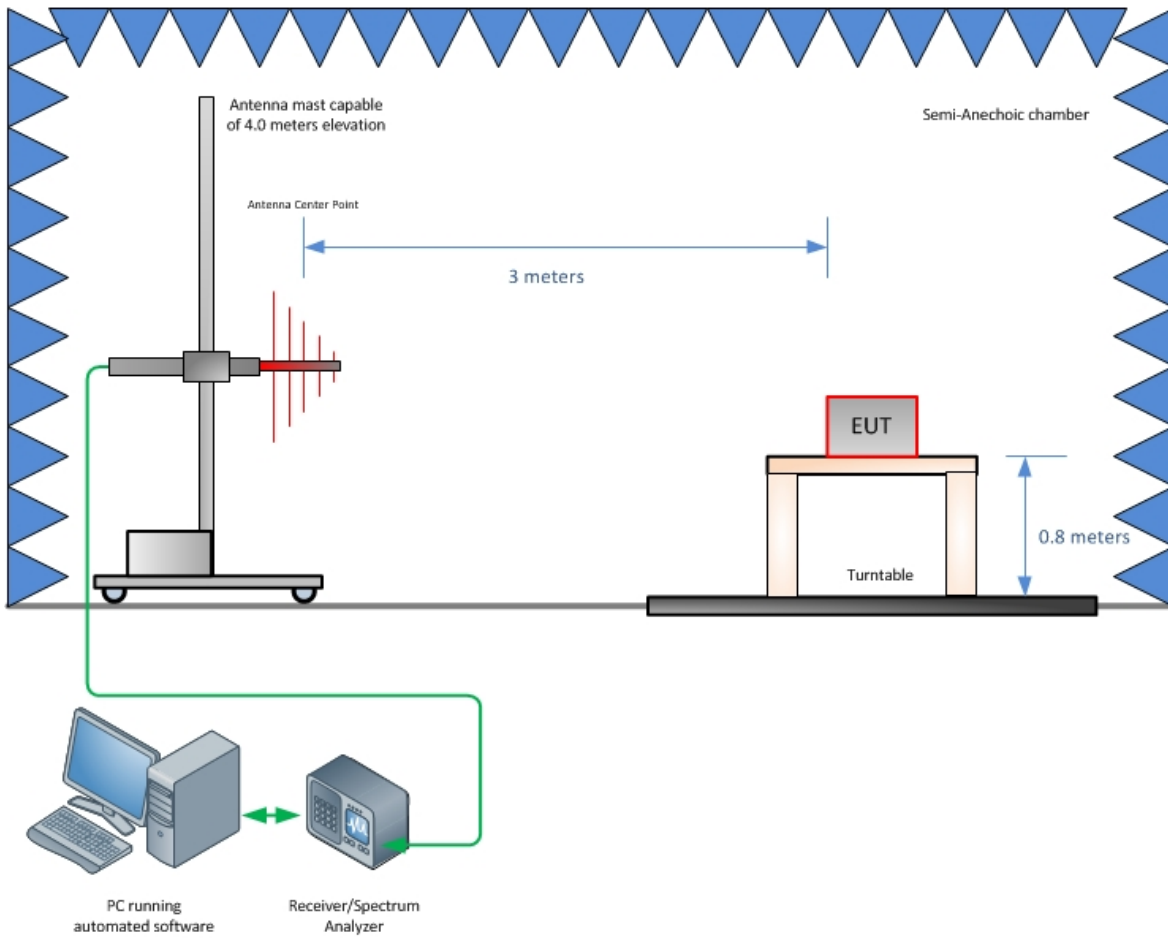 Antenna mast capable
of 4.0 meters elevation
Semi-Anechoic chamber
Antenna Center Point
3 meters
EUT
0.8 meters
Turntable
PC running
automated software
Receiver/Spectrum
Analyzer